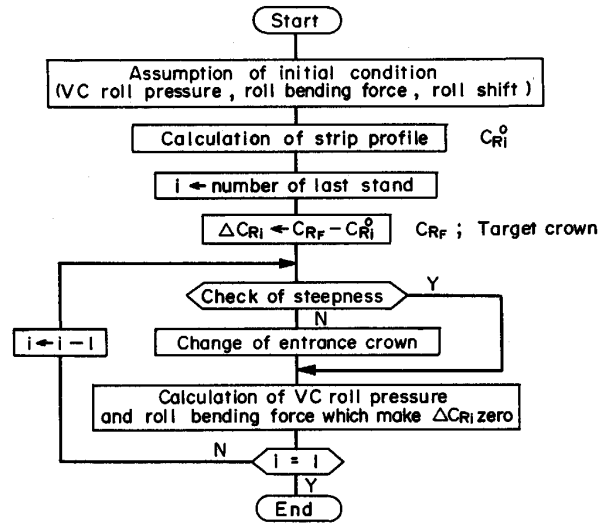 Start
Assumption of initial condition
(VC roll pressure , roll bending force , roll shift)
Calculation of strip profile
C⁰Ri
i ← number of last stand
ΔCRi ← CRF − C⁰Ri
CRF ; Target crown
Check of steepness
Y
N
i ← i − 1
Change of entrance crown
Calculation of VC roll pressure
and roll bending force which make ΔCRi zero
N
i = 1
Y
End